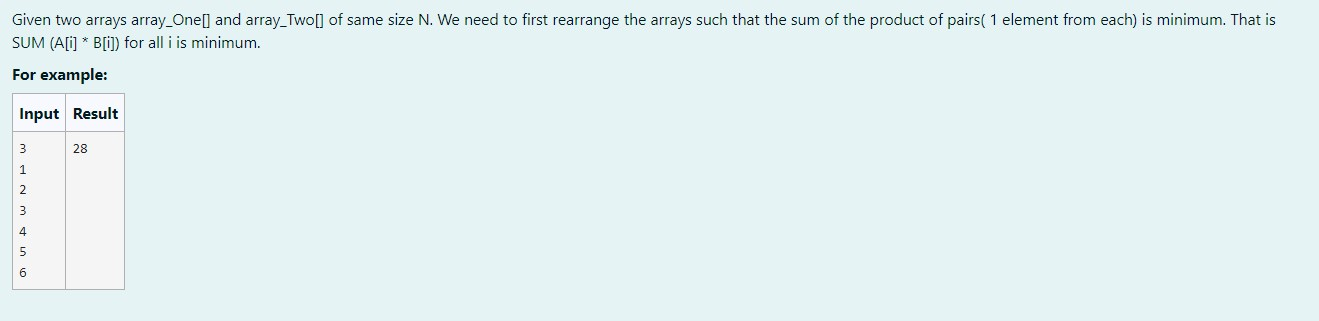 Given two arrays array_One[] and array_Two[] of same size N. We need to first rearrange the arrays such that the sum of the product of pairs( 1 element from each) is minimum. That is
SUM (A[i] * B[i]) for all i is minimum.
For example:
Input Result
3 28
1
2
3
4
5
6